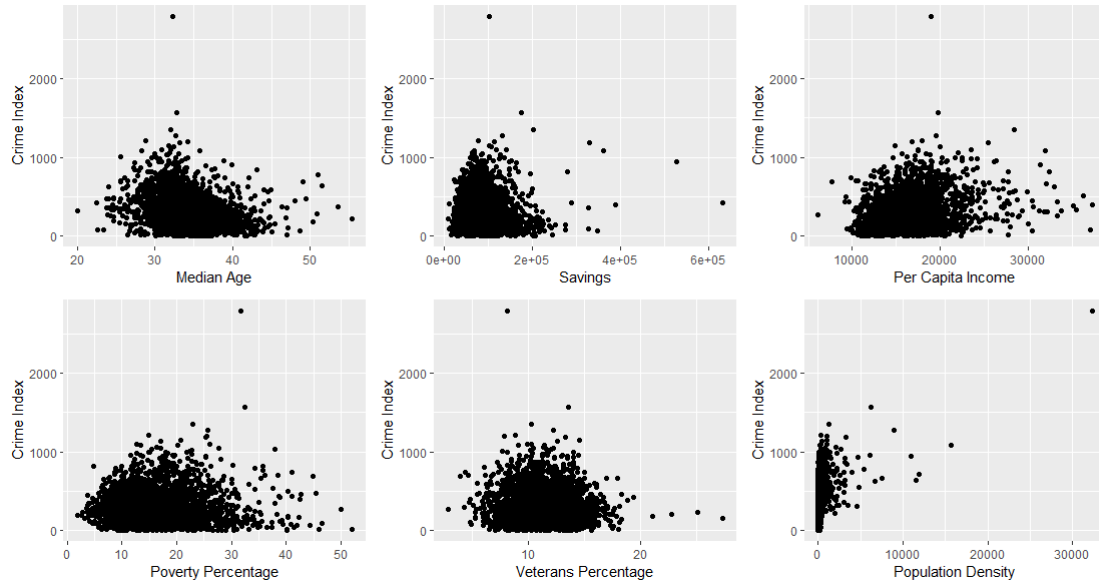 Crime Index
2000
1000
0
20 30 40 50
Median Age
Crime Index
2000
1000
0
0e+00 2e+05 4e+05 6e+05
Savings
Crime Index
2000
1000
0
10000 20000 30000
Per Capita Income
Crime Index
2000
1000
0
0 10 20 30 40 50
Poverty Percentage
Crime Index
2000
1000
0
10 20
Veterans Percentage
Crime Index
2000
1000
0
0 10000 20000 30000
Population Density